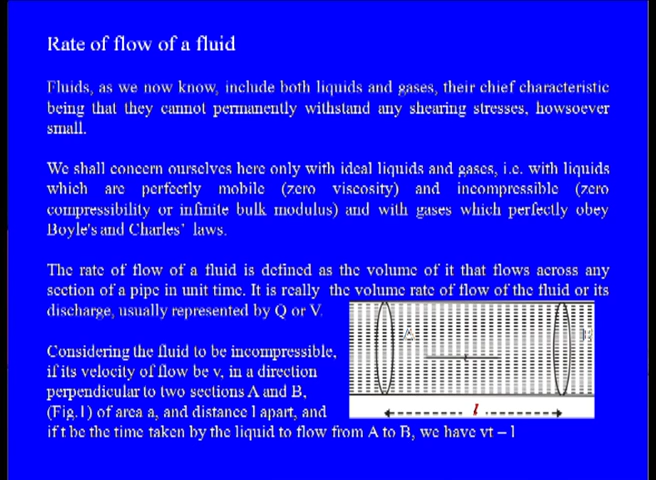 Rate of flow of a fluid
Fluids, as we now know, include both liquids and gases, their chief characteristic
being that they cannot permanently withstand any shearing stresses, howsoever
small.
We shall concern ourselves here only with ideal liquids and gases, i.e. with liquids
which are perfectly mobile (zero viscosity) and incompressible (zero
compressibility or infinite bulk modulus) and with gases which perfectly obey
Boyle's and Charles' laws.
The rate of flow of a fluid is defined as the volume of it that flows across any
section of a pipe in unit time. It is really the volume rate of flow of the fluid or its
discharge, usually represented by Q or V.
A
B
Considering the fluid to be incompressible,
if its velocity of flow be v, in a direction
perpendicular to two sections A and B,
(Fig.1) of area a, and distance l apart, and
l
if t be the time taken by the liquid to flow from A to B, we have vt = l